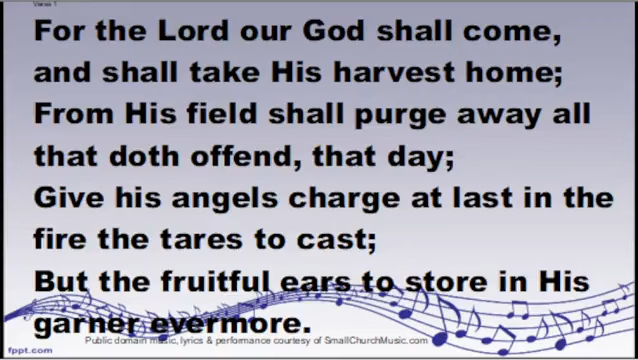 Verse 1
For the Lord our God shall come,
and shall take His harvest home;
From His field shall purge away all
that doth offend, that day;
Give his angels charge at last in the
fire the tares to cast;
But the fruitful ears to store in His
garner evermore.
Public domain music, lyrics & performance courtesy of SmallChurchMusic.com
fppt.com